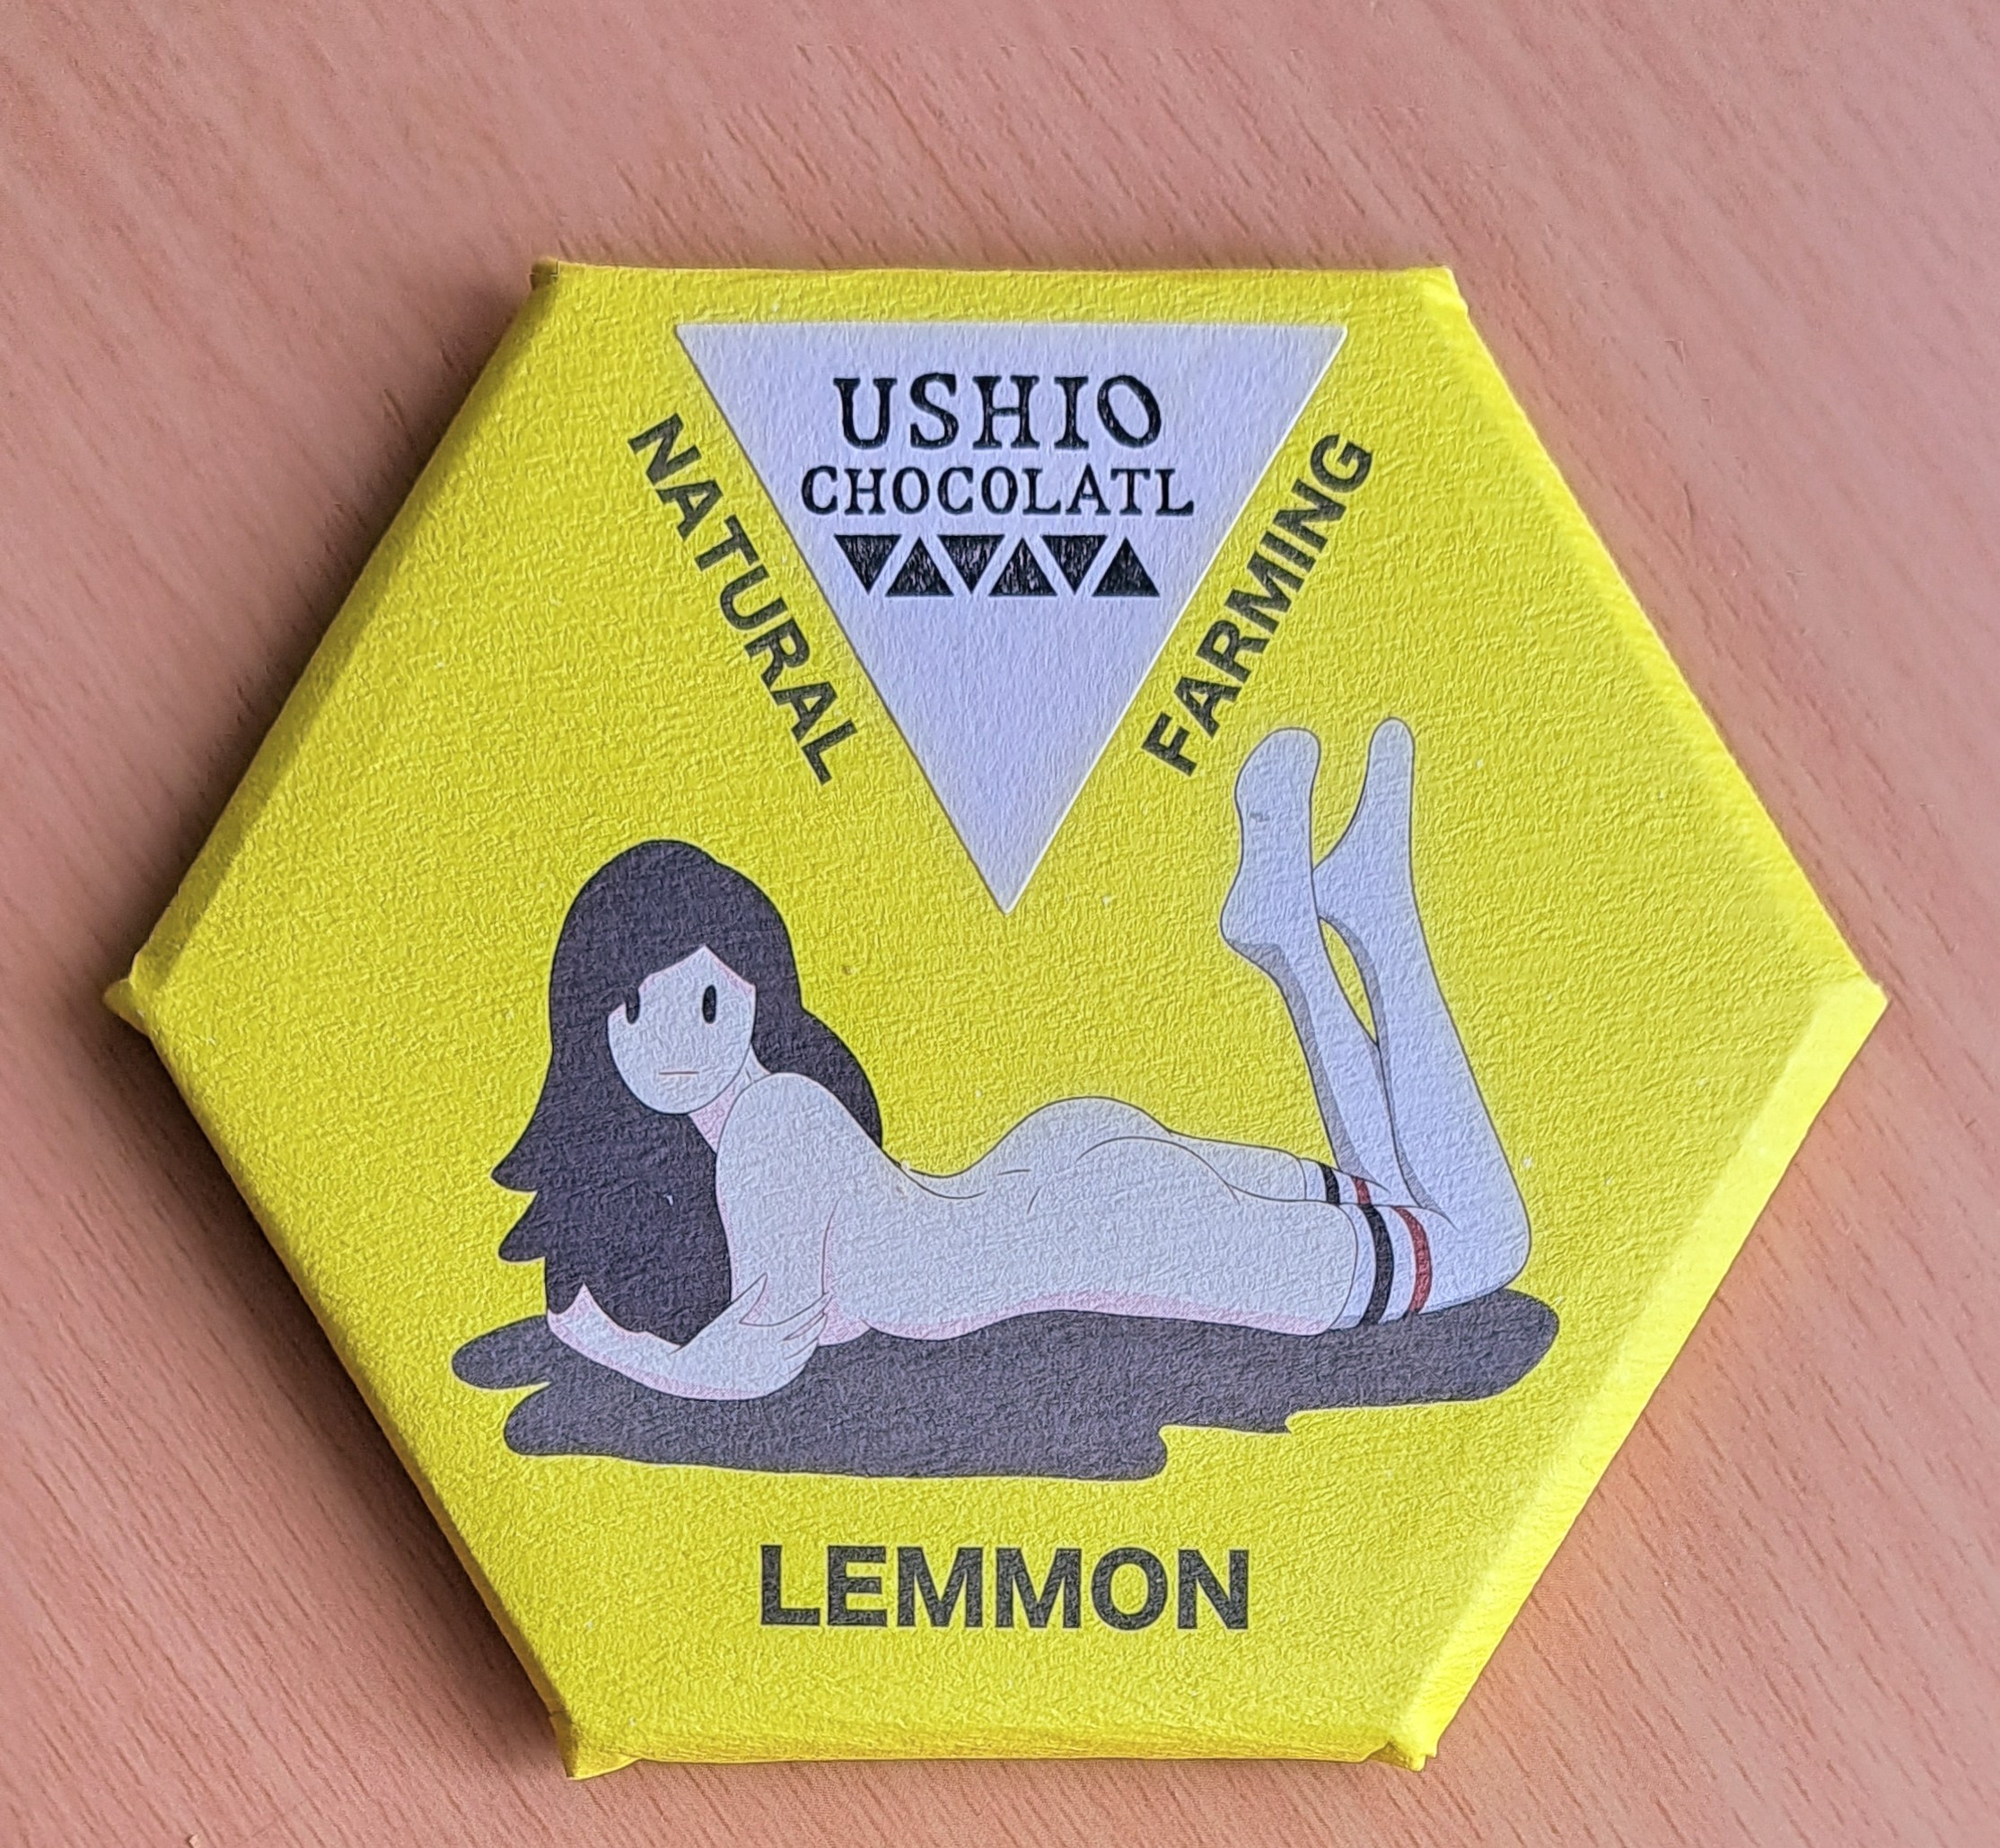 USHIO
CHOCOLATL
NATURAL
FARMING
LEMMON